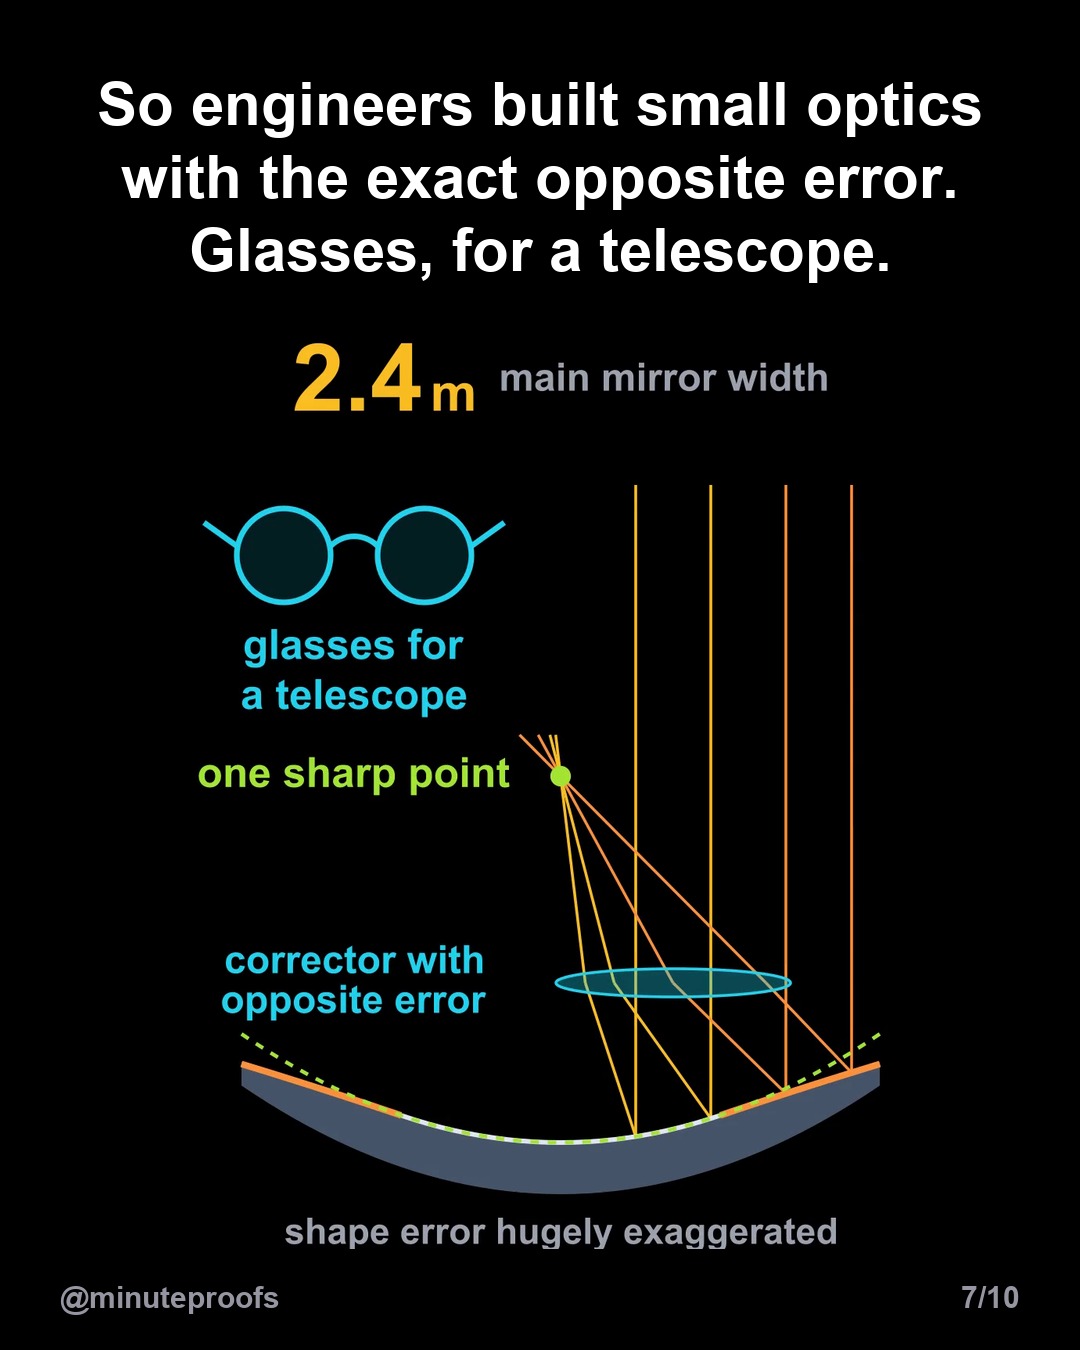 So engineers built small optics
with the exact opposite error.
Glasses, for a telescope.
2.4 m main mirror width
glasses for
a telescope
one sharp point
corrector with
opposite error
shape error hugely exaggerated
@minuteproofs
7/10